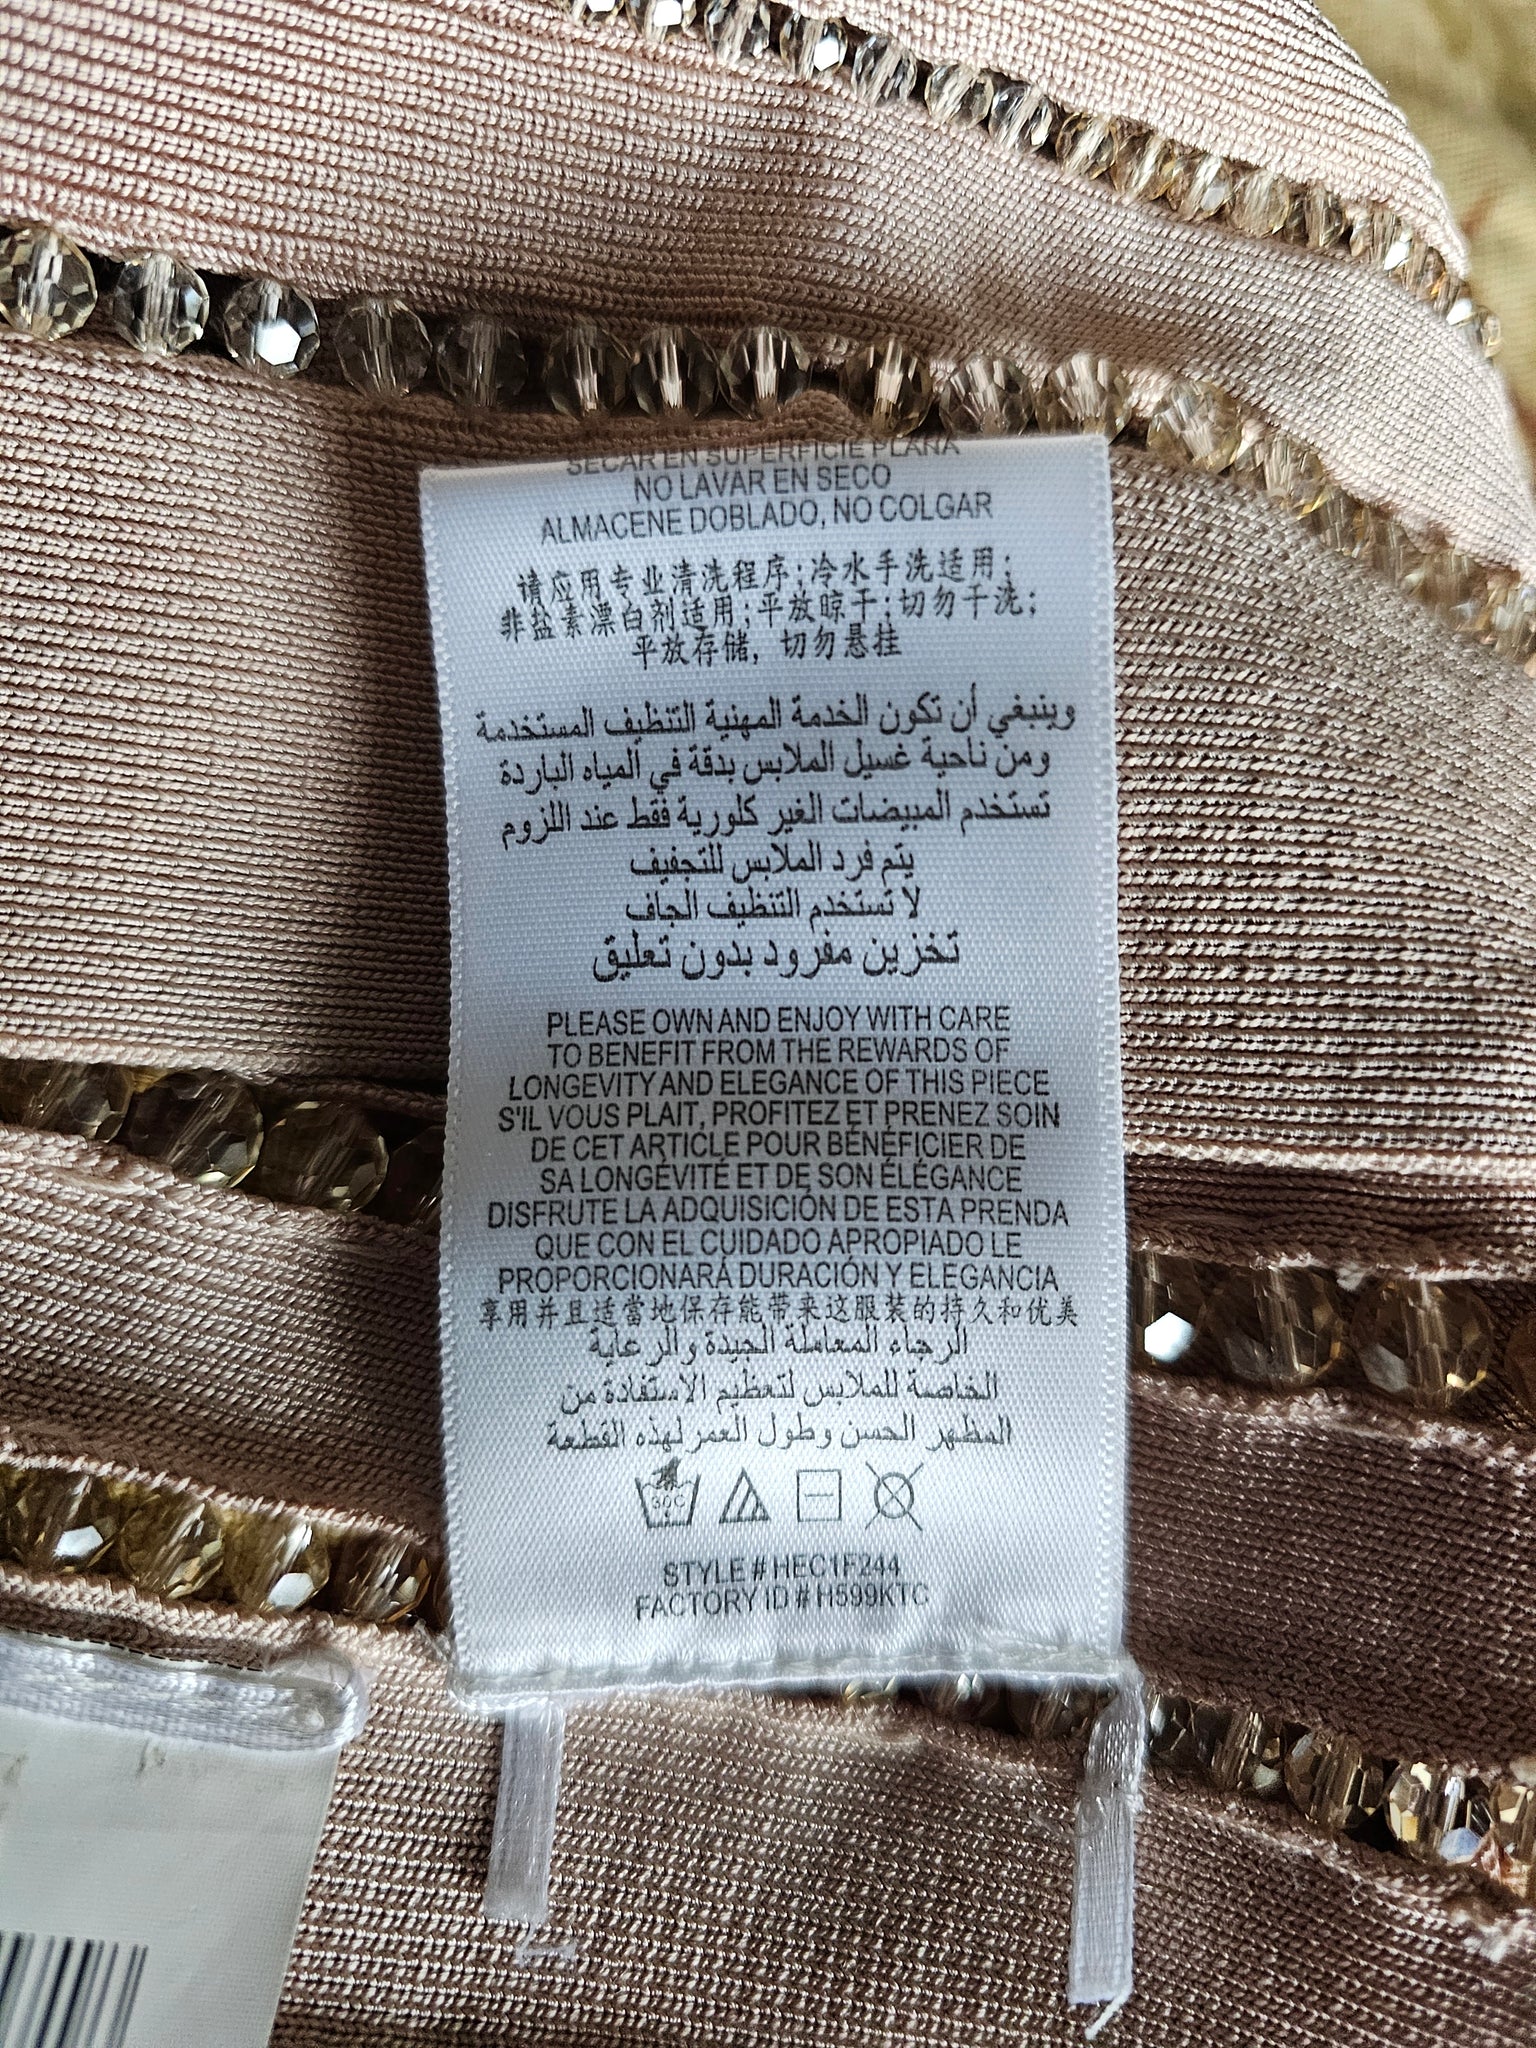 SECAR EN SUPERFICIE PLANA
NO LAVAR EN SECO
ALMACENE DOBLADO, NO COLGAR
请应用专业清洗程序;冷水手洗适用;
非盐素漂白剂适用;平放晾干;切勿干洗;
平放存储，切勿悬挂
وينبغي أن تكون الخدمة المهنية التنظيف المستخدمة
ومن ناحية غسيل الملابس بدقة في المياه الباردة
تستخدم المبيضات الغير كلورية فقط عند اللزوم
يتم فرد الملابس للتجفيف
لا تستخدم التنظيف الجاف
تخزين مفرود بدون تعليق
PLEASE OWN AND ENJOY WITH CARE
TO BENEFIT FROM THE REWARDS OF
LONGEVITY AND ELEGANCE OF THIS PIECE
S'IL VOUS PLAIT, PROFITEZ ET PRENEZ SOIN
DE CET ARTICLE POUR BÉNÉFICIER DE
SA LONGÉVITÉ ET DE SON ÉLÉGANCE
DISFRUTE LA ADQUISICIÓN DE ESTA PRENDA
QUE CON EL CUIDADO APROPIADO LE
PROPORCIONARÁ DURACIÓN Y ELEGANCIA
享用并且适當地保存能带来这服装的持久和优美
الرجاء المعاملة الجيدة والرعاية
الخاصة للملابس لتعظيم الاستفادة من
المظهر الحسن وطول العمر لهذه القطعة
30C
STYLE # HEC1F244
FACTORY ID # H599KTC